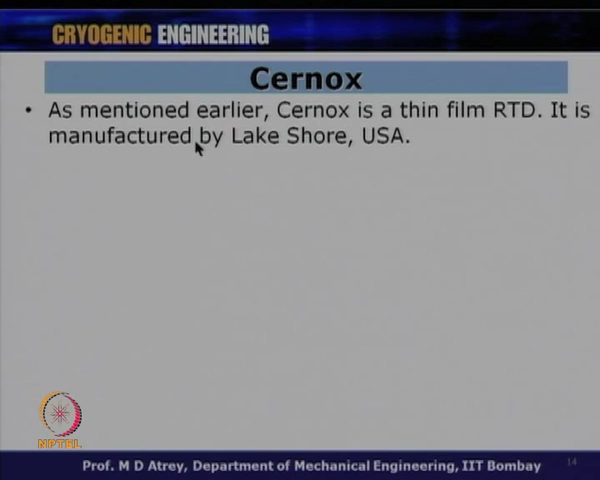 CRYOGENIC ENGINEERING
Cernox
• As mentioned earlier, Cernox is a thin film RTD. It is
manufactured by Lake Shore, USA.
NPTEL
Prof. M D Atrey, Department of Mechanical Engineering, IIT Bombay
14